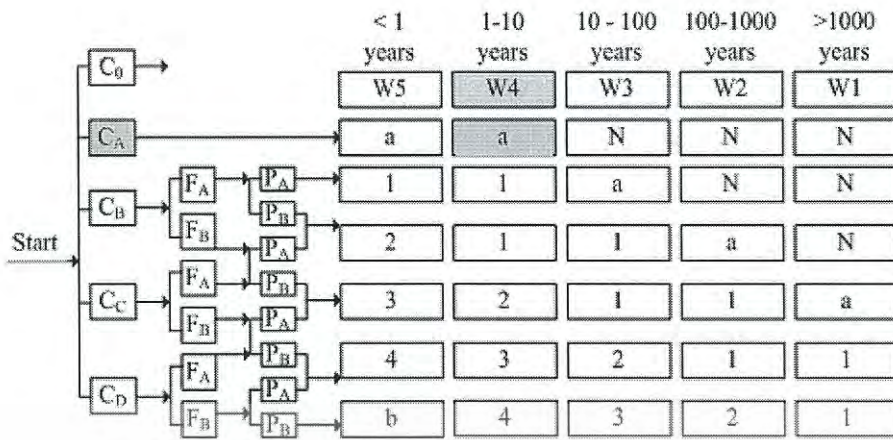 < 1 1-10 10 - 100 100-1000 >1000
years years years years years
C0 W5 W4 W3 W2 W1
CA a a N N N
FA PA 1 1 a N N
CB PB
FB PA 2 1 1 a N
Start
FA PB
CC 3 2 1 1 a
FB PA
PB 4 3 2 1 1
FA
CD PA
FB PB b 4 3 2 1